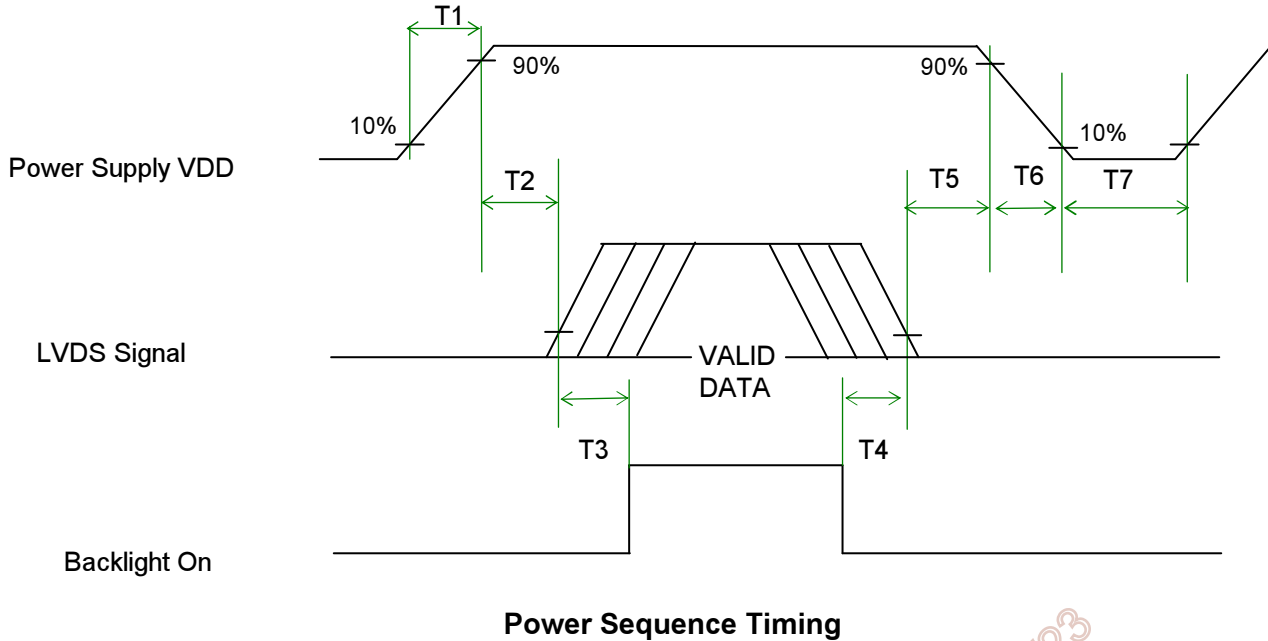 T1
90%
90%
10%
10%
Power Supply VDD
T2
T5
T6
T7
LVDS Signal
VALID
DATA
T3
T4
Backlight On
Power Sequence Timing